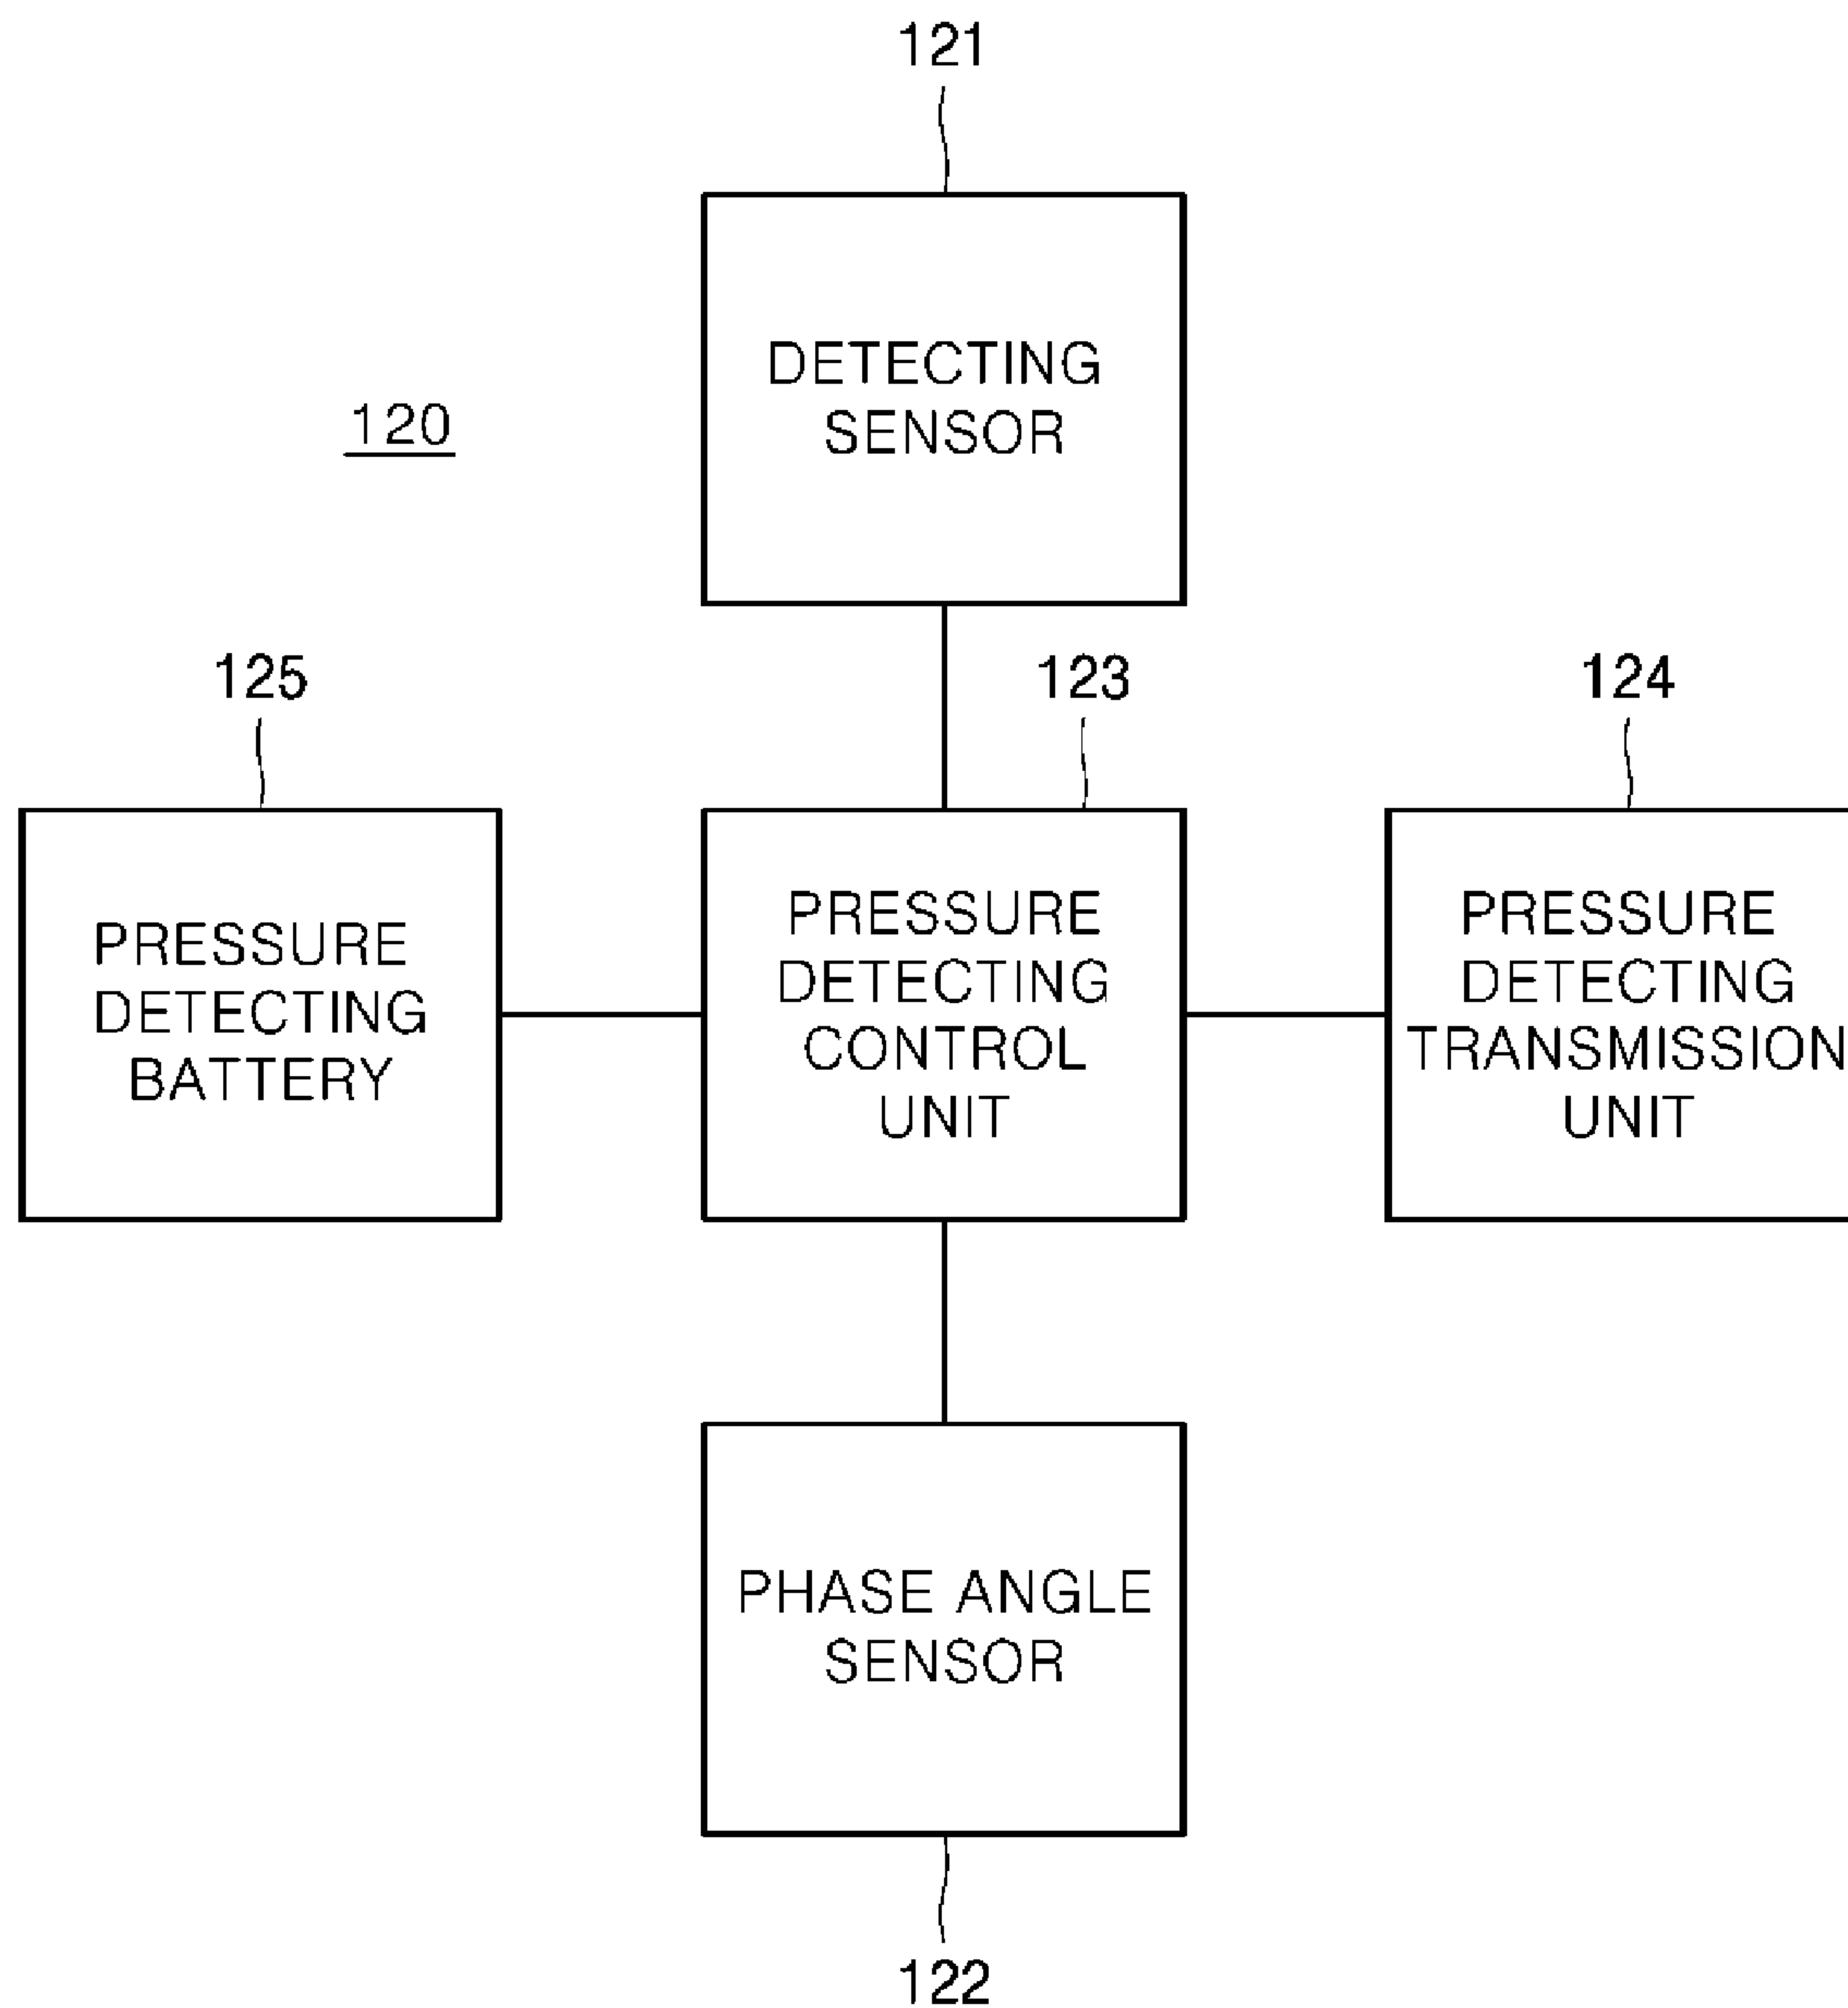 121
DETECTING
SENSOR
120
125
123
124
PRESSURE
DETECTING
BATTERY
PRESSURE
DETECTING
CONTROL
UNIT
PRESSURE
DETECTING
TRANSMISSION
UNIT
PHASE ANGLE
SENSOR
122